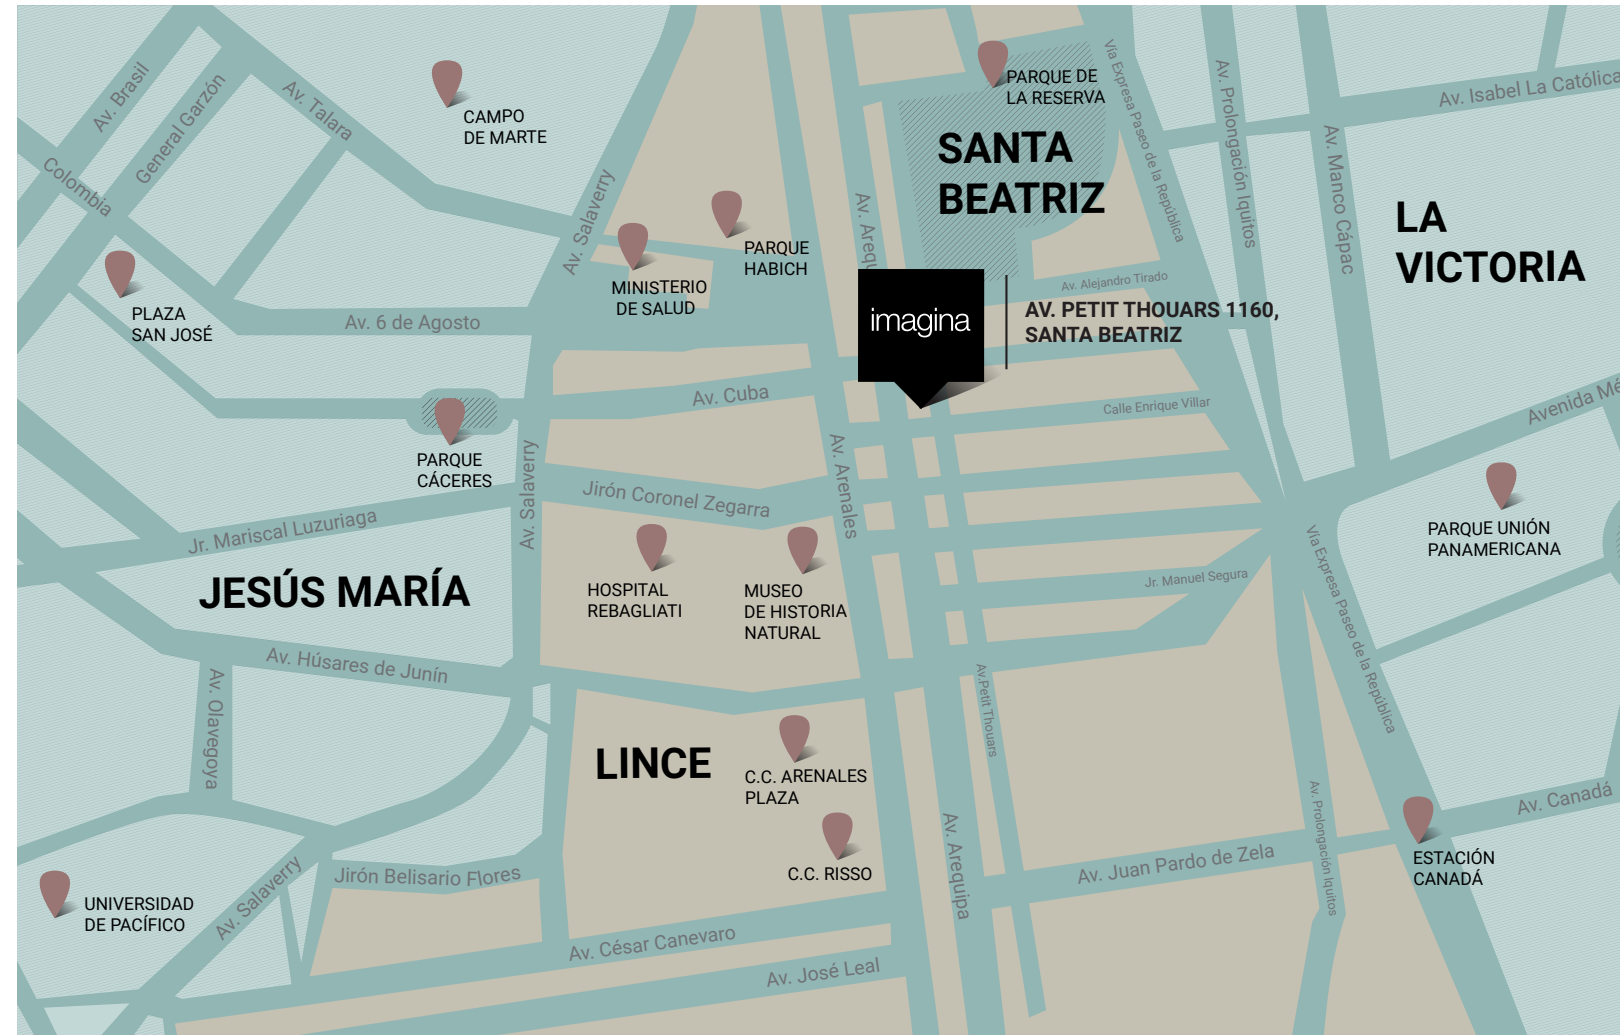 Av. Brasil
General Garzón
Av. Talara
Colombia
CAMPO
DE MARTE
Av. Salaverry
PARQUE DE
LA RESERVA
SANTA
BEATRIZ
Vía Expresa Paseo de la República
Av. Prolongación Iquitos
Av. Isabel La Católica
Av. Manco Cápac
LA
VICTORIA
PARQUE
HABICH
MINISTERIO
DE SALUD
PLAZA
SAN JOSÉ
Av. 6 de Agosto
Av. Arequ
Av. Alejandro Tirado
imagina
AV. PETIT THOUARS 1160,
SANTA BEATRIZ
Av. Cuba
Calle Enrique Villar
Avenida Mé
PARQUE
CÁCERES
Av. Salaverry
Jirón Coronel Zegarra
Av. Arenales
Jr. Mariscal Luzuriaga
PARQUE UNIÓN
PANAMERICANA
JESÚS MARÍA
HOSPITAL
REBAGLIATI
MUSEO
DE HISTORIA
NATURAL
Jr. Manuel Segura
Vía Expresa Paseo de la República
Av. Húsares de Junín
Av. Olavegoya
Av.Petit Thouars
LINCE
C.C. ARENALES
PLAZA
C.C. RISSO
Av. Arequipa
Av. Juan Pardo de Zela
Av. Prolongación Iquitos
Av. Canadá
ESTACIÓN
CANADÁ
Jirón Belisario Flores
Av. Salaverry
UNIVERSIDAD
DE PACÍFICO
Av. César Canevaro
Av. José Leal